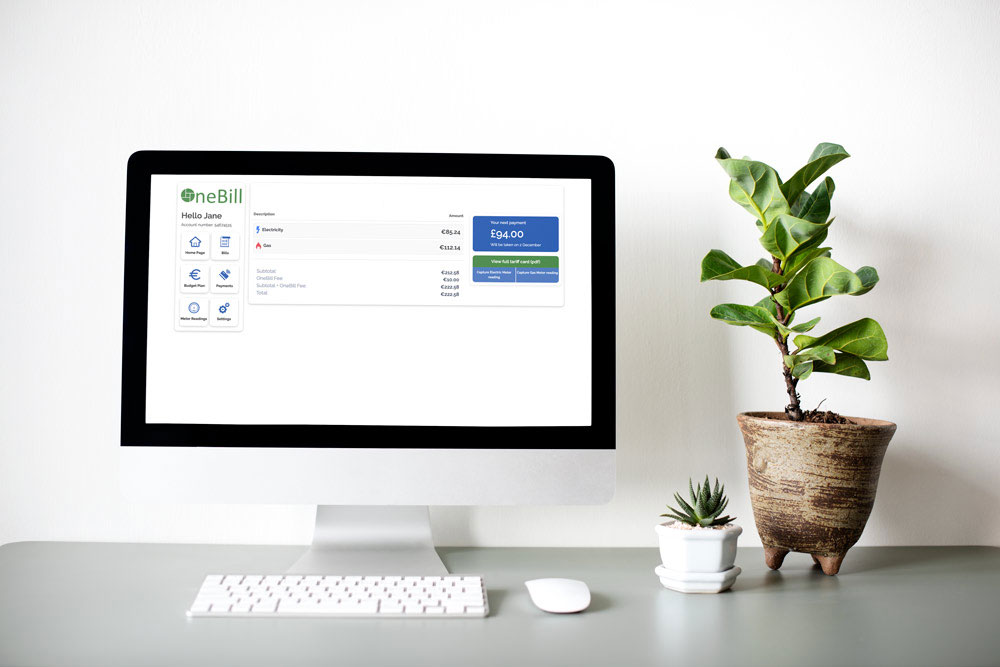 OneBill
Hello Jane
Account number:
Home Page
Bills
Budget Plan
Payments
Meter Readings
Settings
Description
Amount
Electricity
€85.24
Gas
€112.14
Subtotal
€212.58
OneBill Fee
€10.00
Subtotal + OneBill Fee
€222.58
Total
€222.58
Your next payment
£94.00
Will be taken on 2 December
View full tariff card (pdf)
Capture Electric Meter
reading
Capture Gas Meter reading